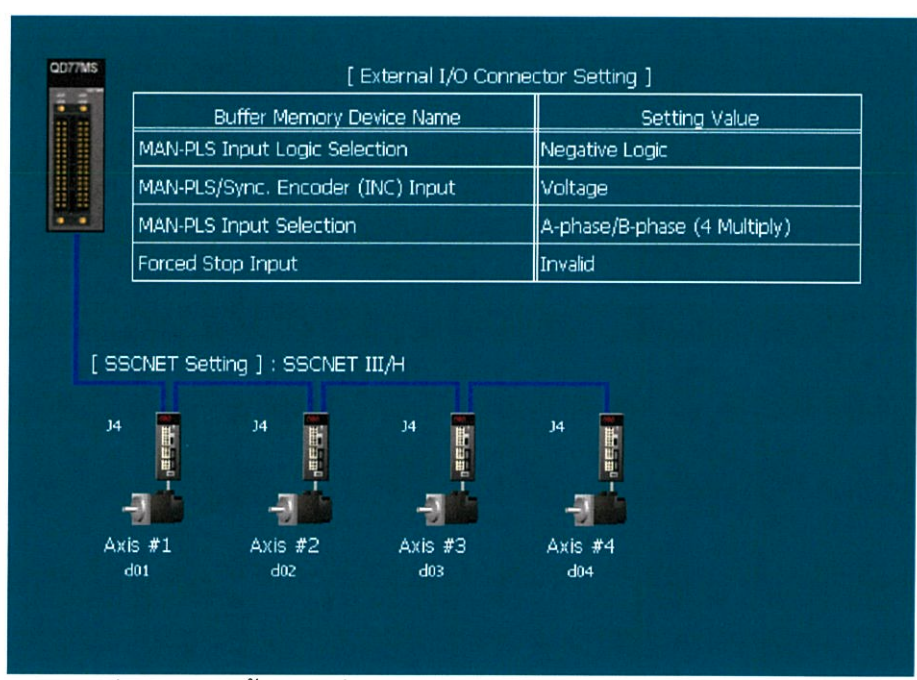 QD77MS
[ External I/O Connector Setting ]
Buffer Memory Device Name Setting Value
MAN-PLS Input Logic Selection Negative Logic
MAN-PLS/Sync. Encoder (INC) Input Voltage
MAN-PLS Input Selection A-phase/B-phase (4 Multiply)
Forced Stop Input Invalid
[ SSCNET Setting ] : SSCNET III/H
J4 J4 J4 J4
Axis #1 Axis #2 Axis #3 Axis #4
d01 d02 d03 d04